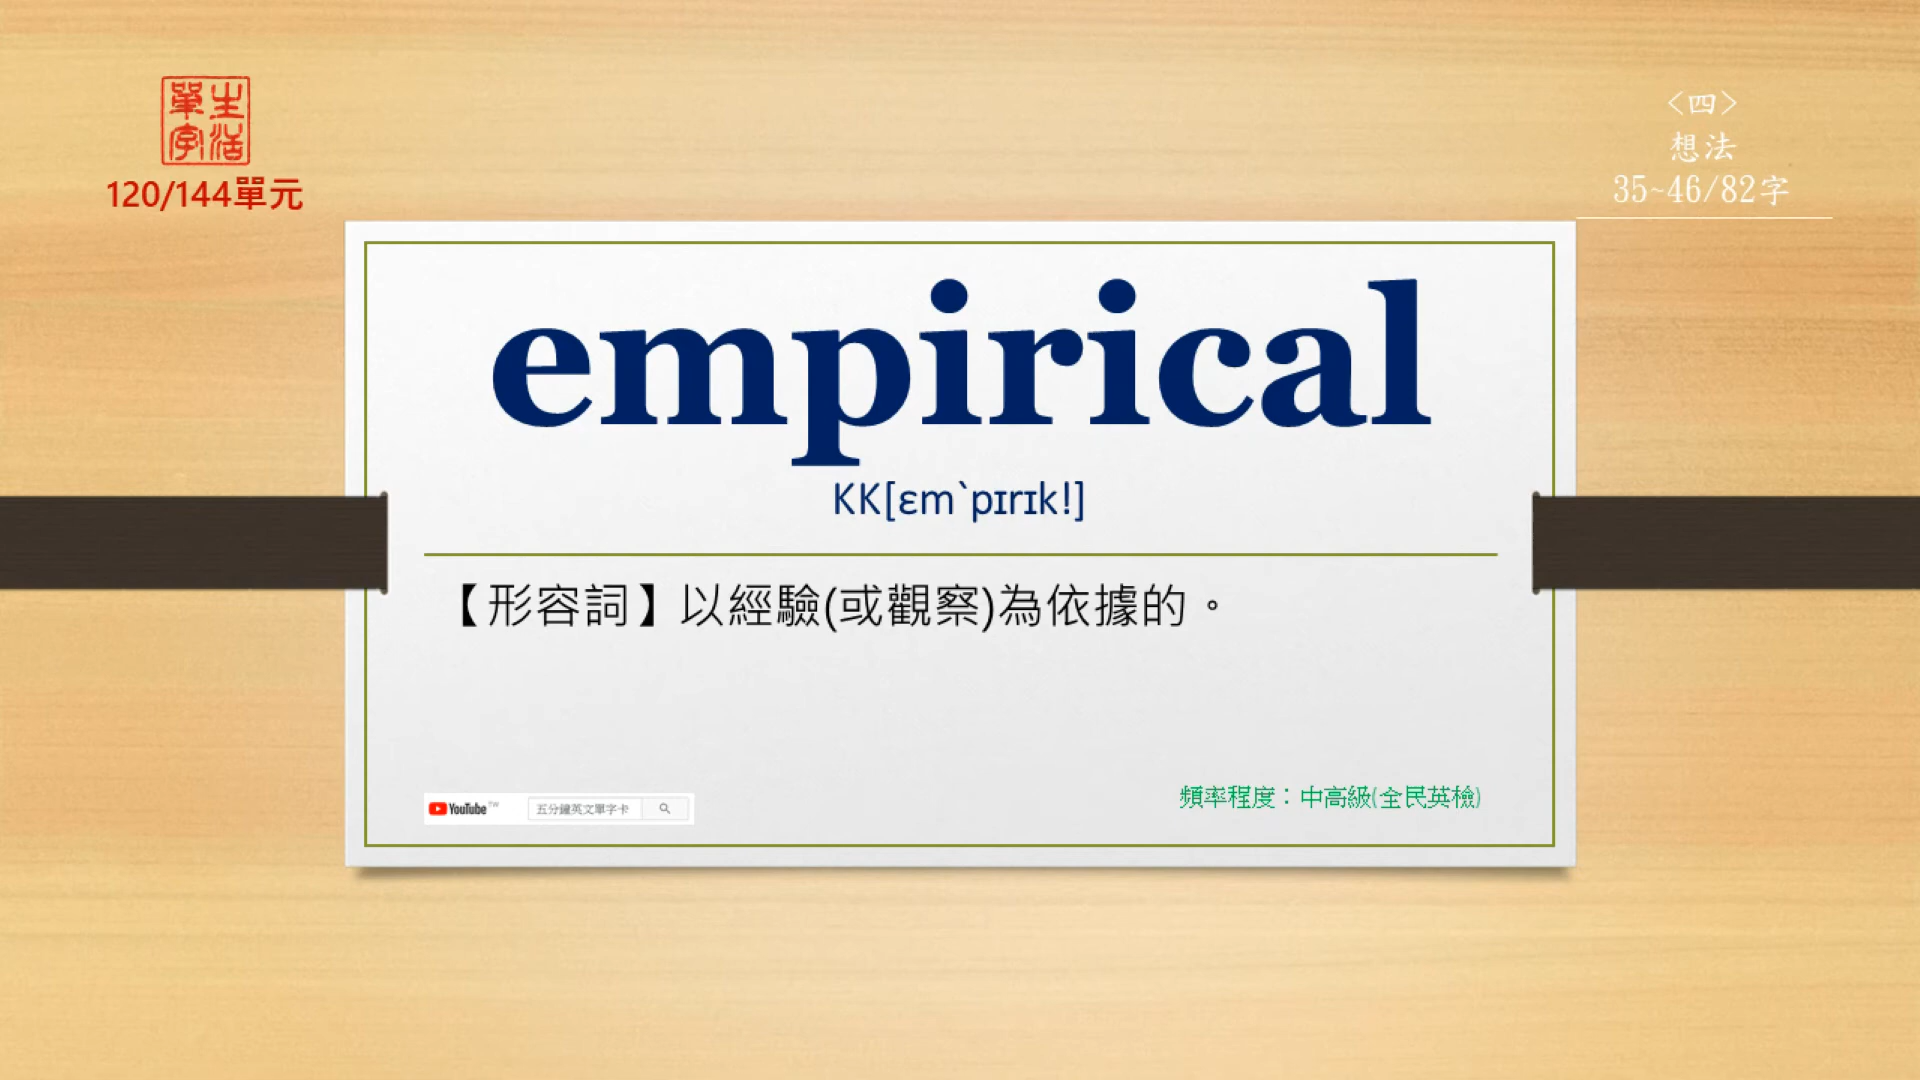 生活
單字
120/144單元
<四>
想法
35~46/82字
empirical
KK[ɛm`pɪrɪk!]
【形容詞】以經驗(或觀察)為依據的。
YouTube TW
五分鐘英文單字卡
頻率程度：中高級(全民英檢)